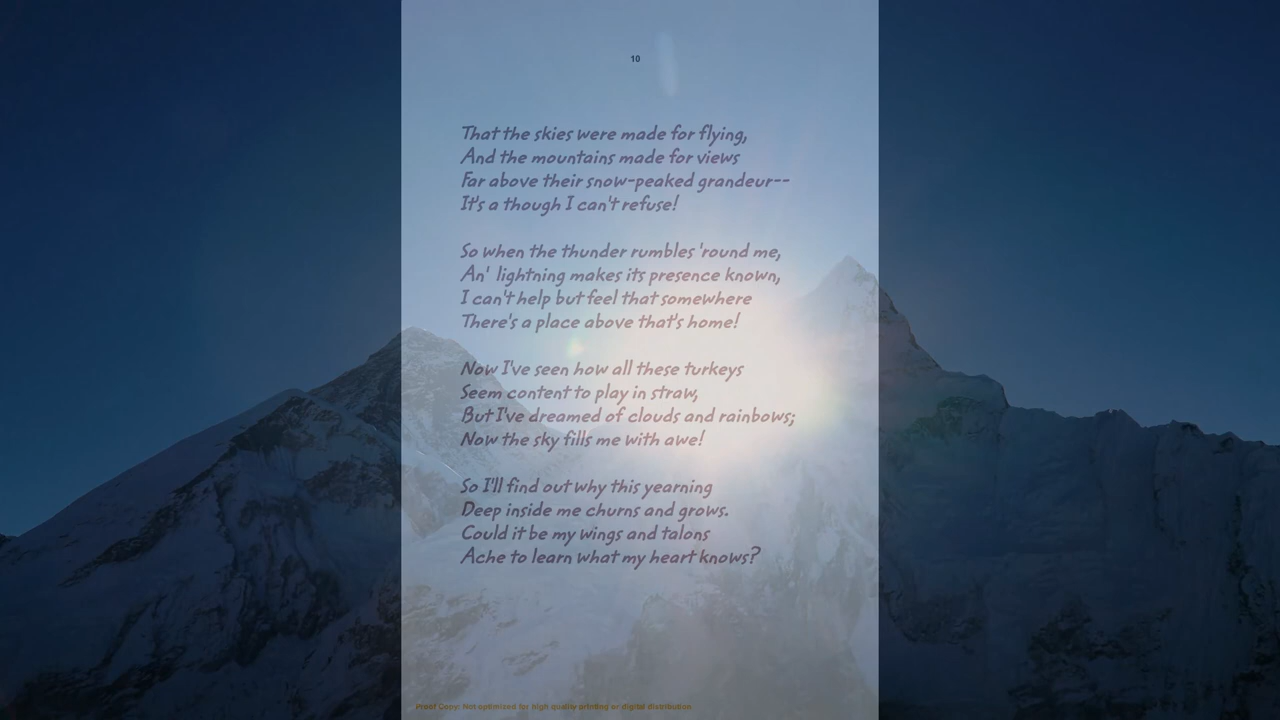 10
That the skies were made for flying,
And the mountains made for views
Far above their snow-peaked grandeur--
It's a though I can't refuse!
So when the thunder rumbles 'round me,
An' lightning makes its presence known,
I can't help but feel that somewhere
There's a place above that's home!
Now I've seen how all these turkeys
Seem content to play in straw,
But I've dreamed of clouds and rainbows;
Now the sky fills me with awe!
So I'll find out why this yearning
Deep inside me churns and grows.
Could it be my wings and talons
Ache to learn what my heart knows?
Proof Copy: Not optimized for high quality printing or digital distribution